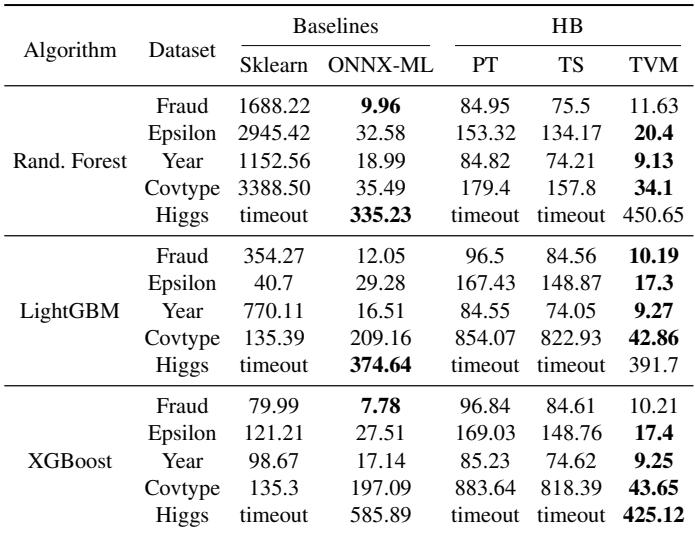 Algorithm Dataset Baselines HB
Sklearn ONNX-ML PT TS TVM
Fraud 1688.22 9.96 84.95 75.5 11.63
Epsilon 2945.42 32.58 153.32 134.17 20.4
Rand. Forest Year 1152.56 18.99 84.82 74.21 9.13
Covtype 3388.50 35.49 179.4 157.8 34.1
Higgs timeout 335.23 timeout timeout 450.65
Fraud 354.27 12.05 96.5 84.56 10.19
Epsilon 40.7 29.28 167.43 148.87 17.3
LightGBM Year 770.11 16.51 84.55 74.05 9.27
Covtype 135.39 209.16 854.07 822.93 42.86
Higgs timeout 374.64 timeout timeout 391.7
Fraud 79.99 7.78 96.84 84.61 10.21
Epsilon 121.21 27.51 169.03 148.76 17.4
XGBoost Year 98.67 17.14 85.23 74.62 9.25
Covtype 135.3 197.09 883.64 818.39 43.65
Higgs timeout 585.89 timeout timeout 425.12